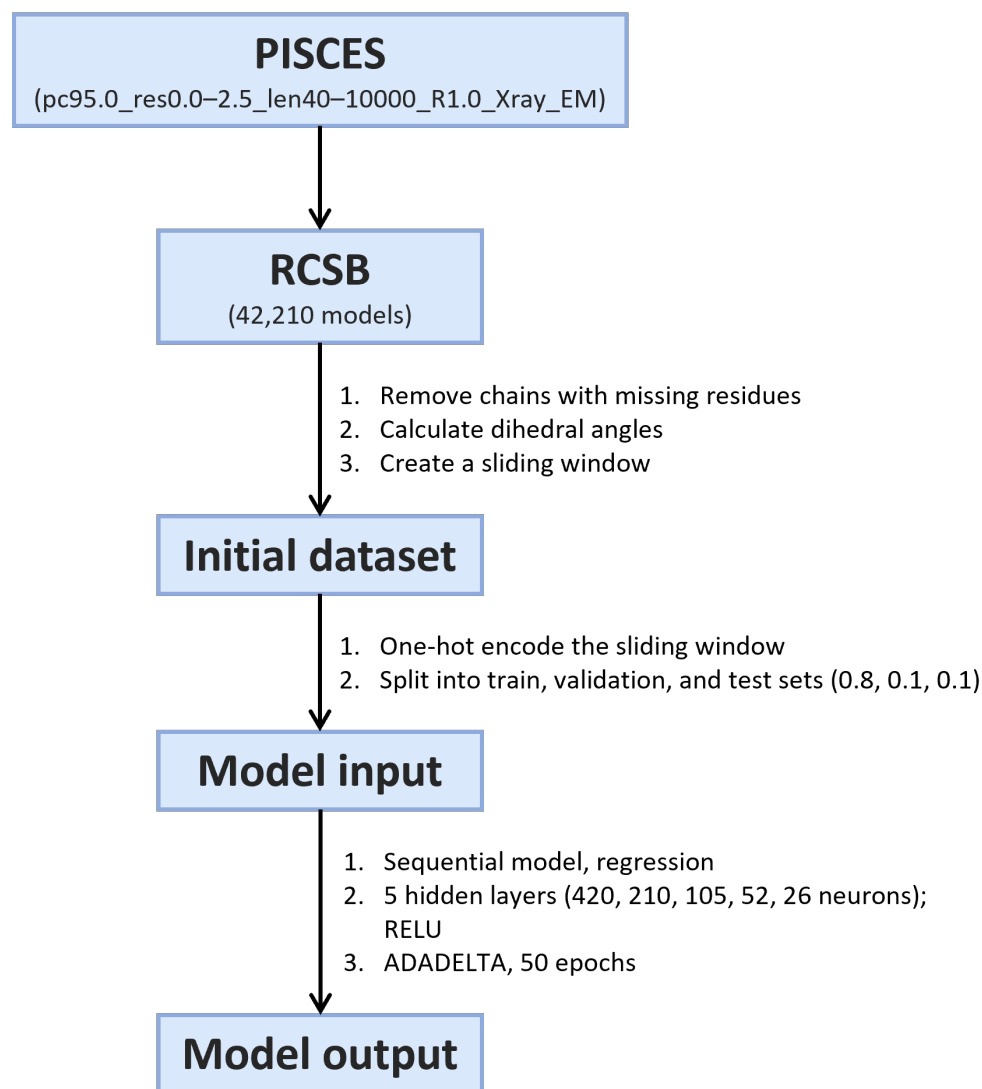 PISCES
(pc95.0_res0.0–2.5_len40–10000_R1.0_Xray_EM)
RCSB
(42,210 models)
1. Remove chains with missing residues
2. Calculate dihedral angles
3. Create a sliding window
Initial dataset
1. One-hot encode the sliding window
2. Split into train, validation, and test sets (0.8, 0.1, 0.1)
Model input
1. Sequential model, regression
2. 5 hidden layers (420, 210, 105, 52, 26 neurons);
RELU
3. ADADELTA, 50 epochs
Model output